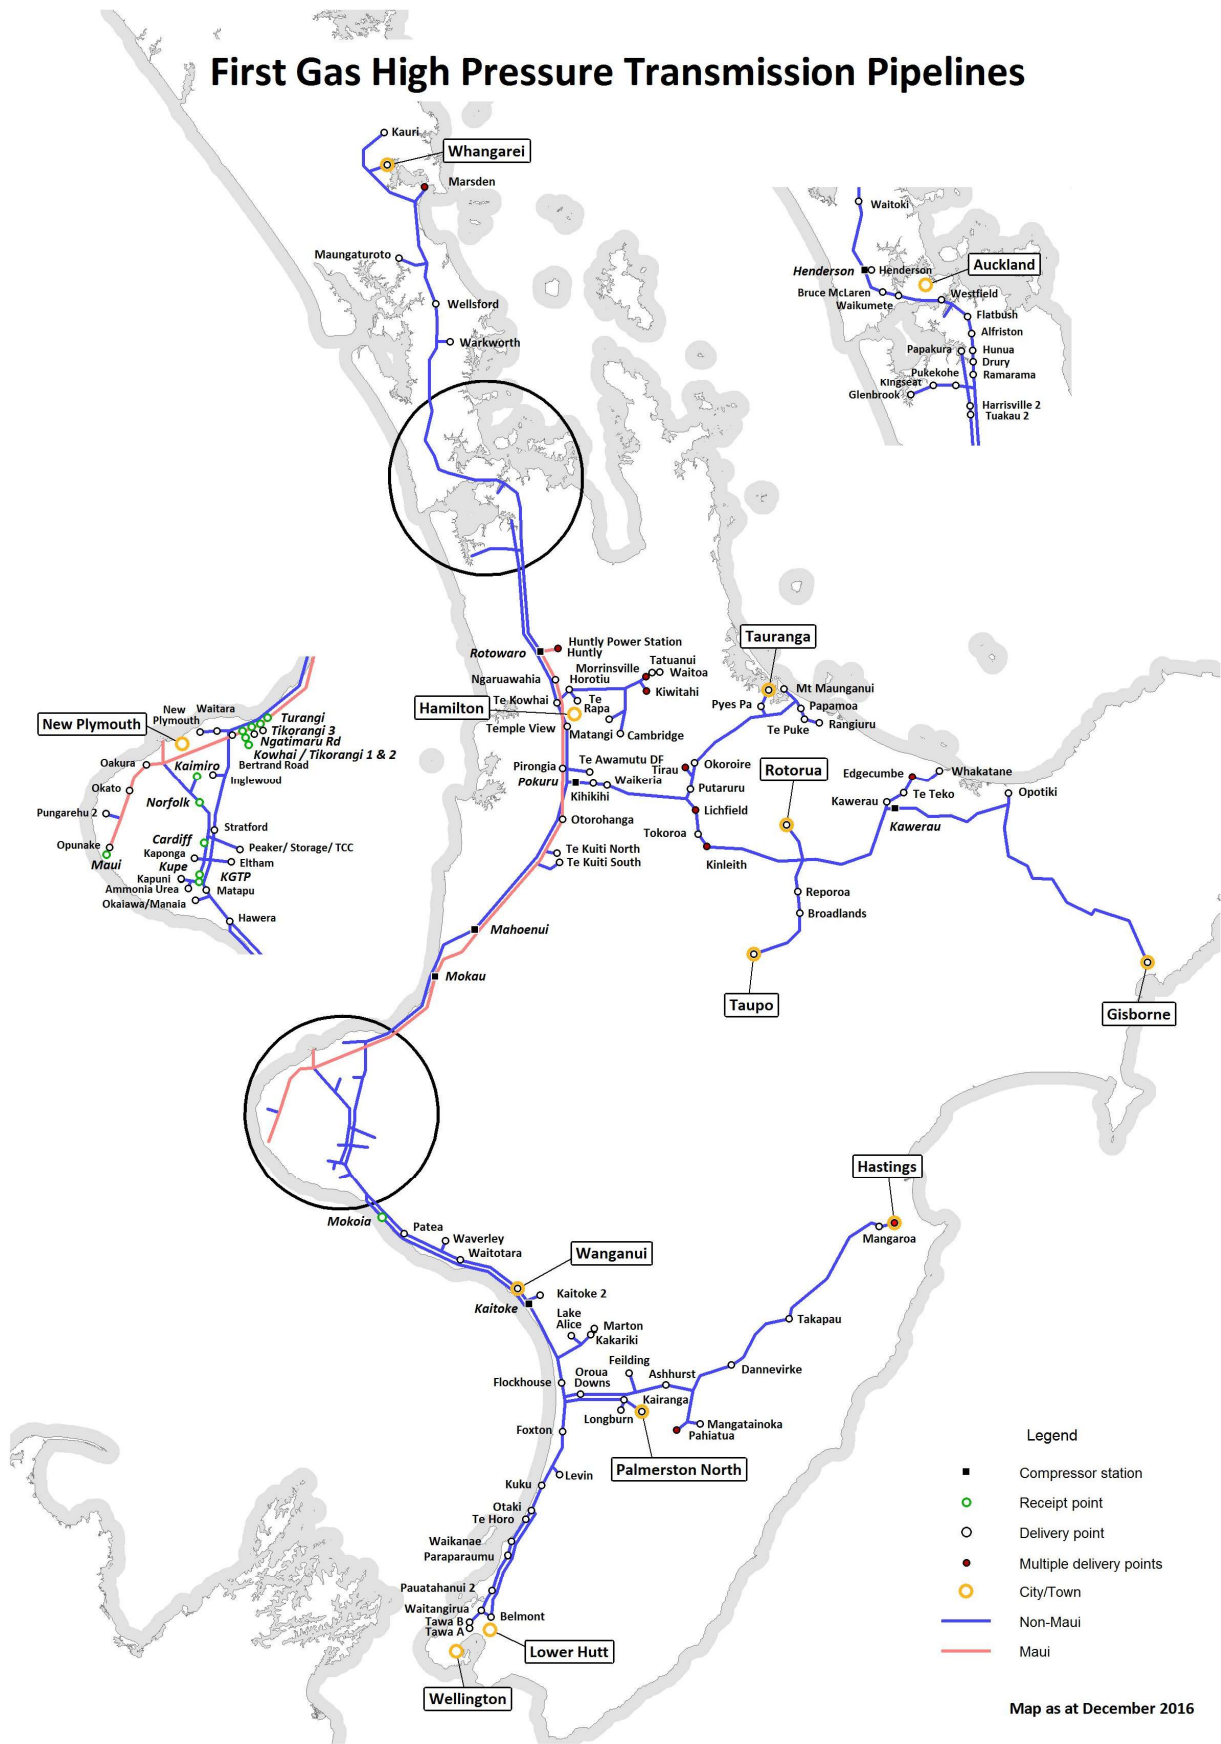 First Gas High Pressure Transmission Pipelines
Kauri
Whangarei
Marsden
Maungaturoto
Wellsford
Warkworth
Waitoki
Henderson
Henderson
Auckland
Bruce McLaren
Waikumete
Westfield
Flatbush
Alfriston
Papakura
Hunua
Drury
Pukekohe
Ramarama
Kingseat
Glenbrook
Harrisville 2
Tuakau 2
Tauranga
Rotowaro
Huntly Power Station
Huntly
Morrinsville
Tatuanui
Waitoa
Ngaruawahia
Horotiu
Kiwitahi
Te Kowhai
Te
Rapa
Hamilton
Temple View
Matangi
Cambridge
Pyes Pa
Mt Maunganui
Papamoa
Te Puke
Rangiuru
Pirongia
Te Awamutu DF
Pokuru
Waikeria
Kihikihi
Tirau
Okoroire
Putaruru
Rotorua
Edgecumbe
Whakatane
Te Teko
Kawerau
Kawerau
Opotiki
Lichfield
Otorohanga
Tokoroa
Kinleith
Te Kuiti North
Te Kuiti South
Reporoa
Broadlands
Taupo
Gisborne
Mahoenui
Mokau
New Plymouth
New
Plymouth
Waitara
Turangi
Tikorangi 3
Ngatimaru Rd
Kowhai / Tikorangi 1 & 2
Oakura
Kaimiro
Bertrand Road
Inglewood
Okato
Norfolk
Pungarehu 2
Stratford
Cardiff
Opunake
Maui
Kaponga
Peaker/ Storage/ TCC
Kupe
Eltham
Kapuni
KGTP
Ammonia Urea
Matapu
Okaiawa/Manaia
Hawera
Hastings
Mangaroa
Mokoia
Patea
Waverley
Waitotara
Wanganui
Kaitoke
Kaitoke 2
Lake
Alice
Marton
Kakariki
Takapau
Feilding
Dannevirke
Flockhouse
Oroua
Downs
Ashhurst
Kairanga
Longburn
Mangatainoka
Pahiatua
Foxton
Palmerston North
Levin
Kuku
Otaki
Te Horo
Waikanae
Paraparaumu
Pauatahanui 2
Waitangirua
Belmont
Tawa B
Tawa A
Lower Hutt
Wellington
Legend
Compressor station
Receipt point
Delivery point
Multiple delivery points
City/Town
Non-Maui
Maui
Map as at December 2016